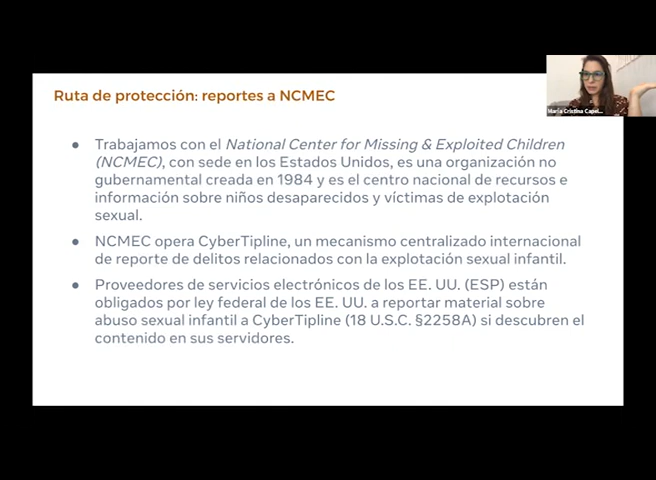 Ruta de protección: reportes a NCMEC
María Cristina Capel...
● Trabajamos con el National Center for Missing & Exploited Children
(NCMEC), con sede en los Estados Unidos, es una organización no
gubernamental creada en 1984 y es el centro nacional de recursos e
información sobre niños desaparecidos y víctimas de explotación
sexual.
● NCMEC opera CyberTipline, un mecanismo centralizado internacional
de reporte de delitos relacionados con la explotación sexual infantil.
● Proveedores de servicios electrónicos de los EE. UU. (ESP) están
obligados por ley federal de los EE. UU. a reportar material sobre
abuso sexual infantil a CyberTipline (18 U.S.C. §2258A) si descubren el
contenido en sus servidores.